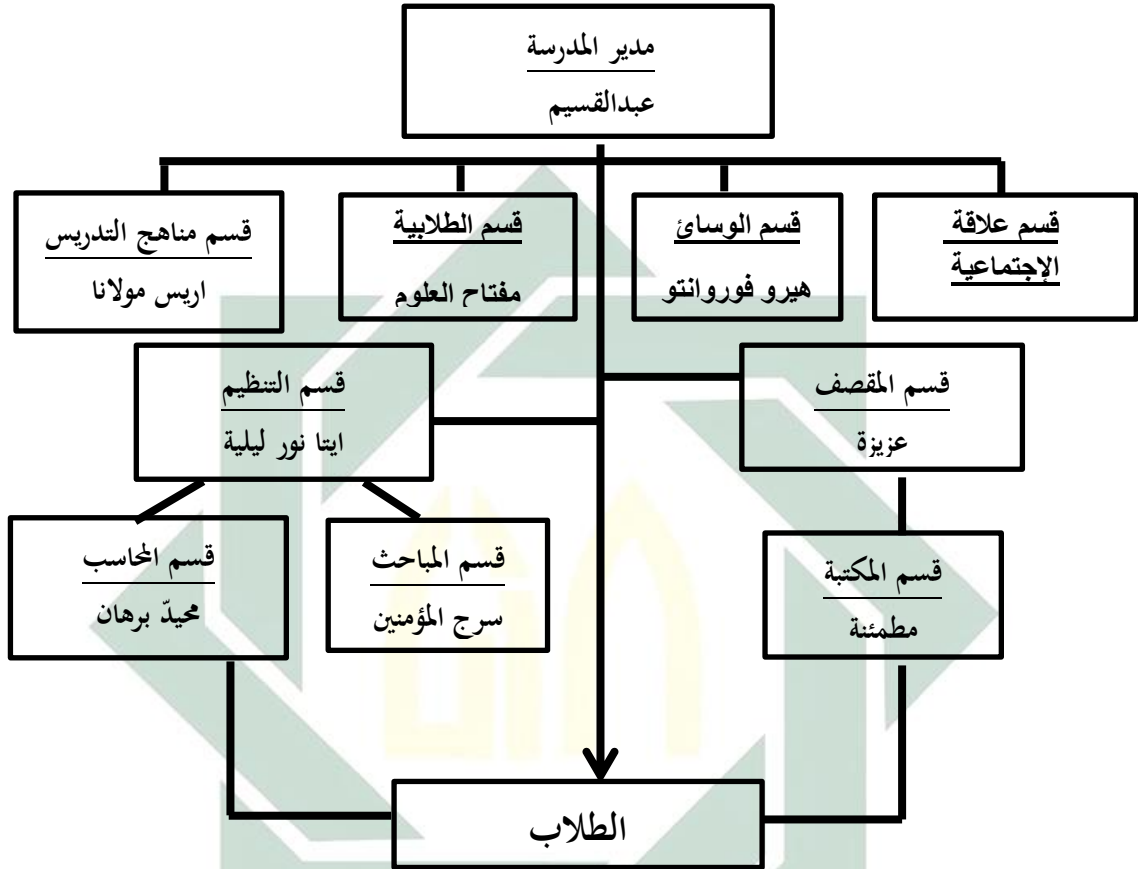 مدير المدرسة
عبدالقسيم
قسم علاقة
الإجتماعية
قسم الوسائ
هيرو فوروانتو
قسم الطلابية
مفتاح العلوم
قسم مناهج التدريس
اريس مولانا
قسم المقصف
عزيزة
قسم التنظيم
ايتا نور ليلية
قسم المكتبة
مطمئنة
قسم المباحث
سرج المؤمنين
قسم المحاسب
محيدّ برهان
الطلاب